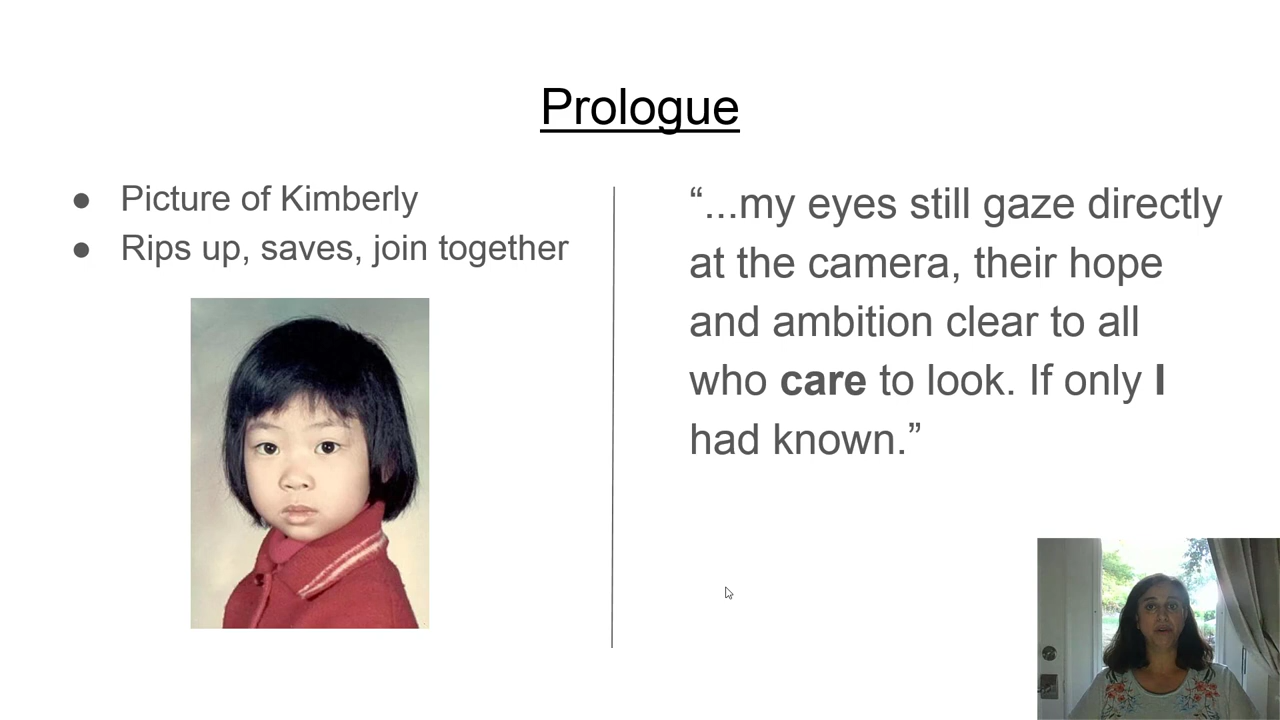 Prologue
● Picture of Kimberly
● Rips up, saves, join together
“...my eyes still gaze directly
at the camera, their hope
and ambition clear to all
who care to look. If only I
had known.”